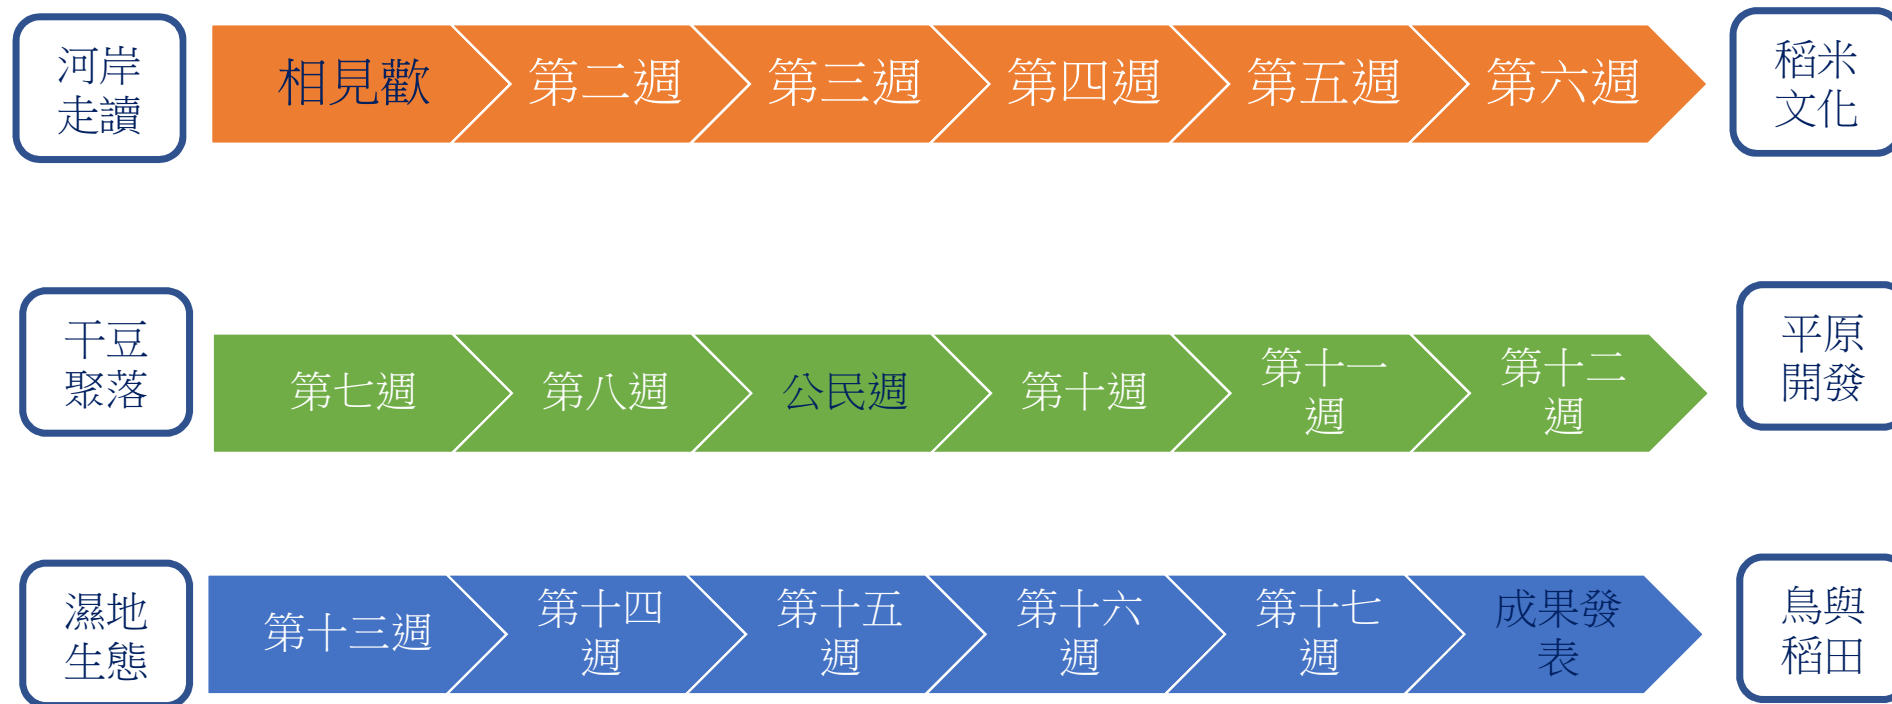 河岸
走讀
相見歡
第二週
第三週
第四週
第五週
第六週
稻米
文化
干豆
聚落
第七週
第八週
公民週
第十週
第十一
週
第十二
週
平原
開發
濕地
生態
第十三週
第十四
週
第十五
週
第十六
週
第十七
週
成果發
表
鳥與
稻田